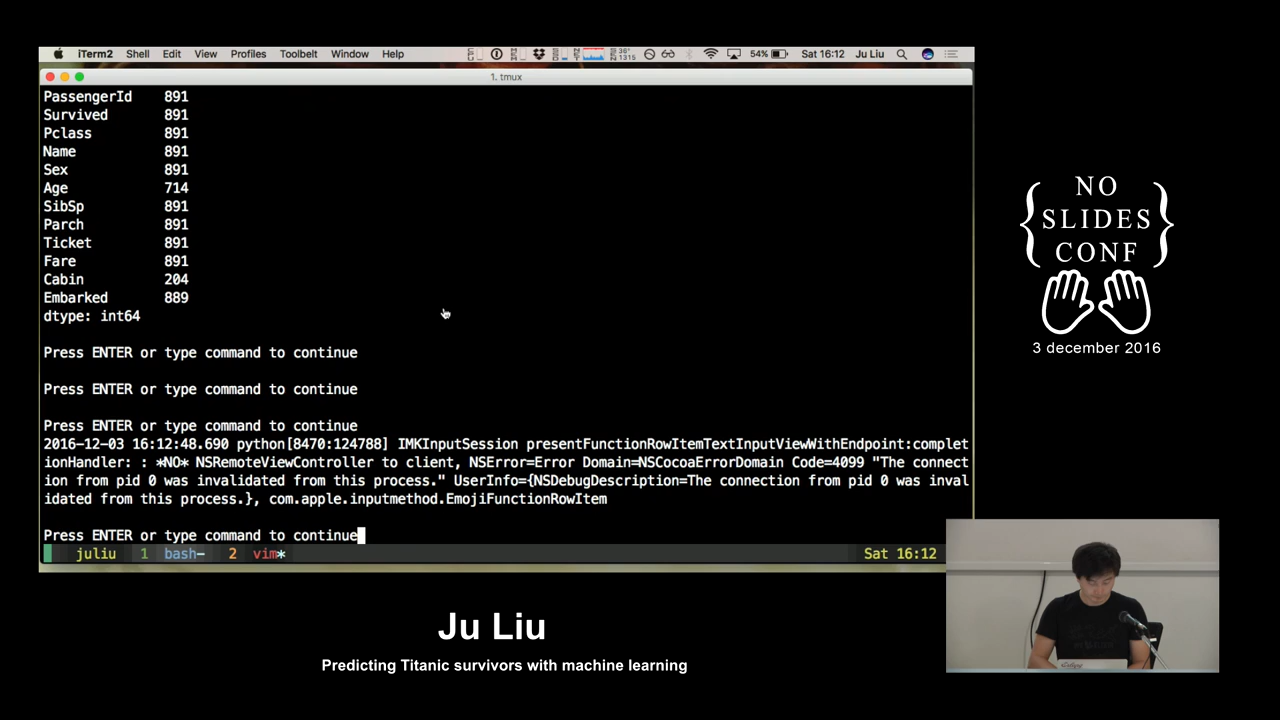 iTerm2 Shell Edit View Profiles Toolbelt Window Help 36° 1315 54% Sat 16:12 Ju Liu
1. tmux
PassengerId 891
Survived 891
Pclass 891
Name 891
Sex 891
Age 714
SibSp 891
Parch 891
Ticket 891
Fare 891
Cabin 204
Embarked 889
dtype: int64
Press ENTER or type command to continue
Press ENTER or type command to continue
Press ENTER or type command to continue
2016-12-03 16:12:48.690 python[8470:124788] IMKInputSession presentFunctionRowItemTextInputViewWithEndpoint:complet
ionHandler: : *NO* NSRemoteViewController to client, NSError=Error Domain=NSCocoaErrorDomain Code=4099 "The connect
ion from pid 0 was invalidated from this process." UserInfo={NSDebugDescription=The connection from pid 0 was inval
idated from this process.}, com.apple.inputmethod.EmojiFunctionRowItem
Press ENTER or type command to continue
juliu 1 bash- 2 vim* Sat 16:12
NO
SLIDES
CONF
3 december 2016
Ju Liu
Predicting Titanic survivors with machine learning